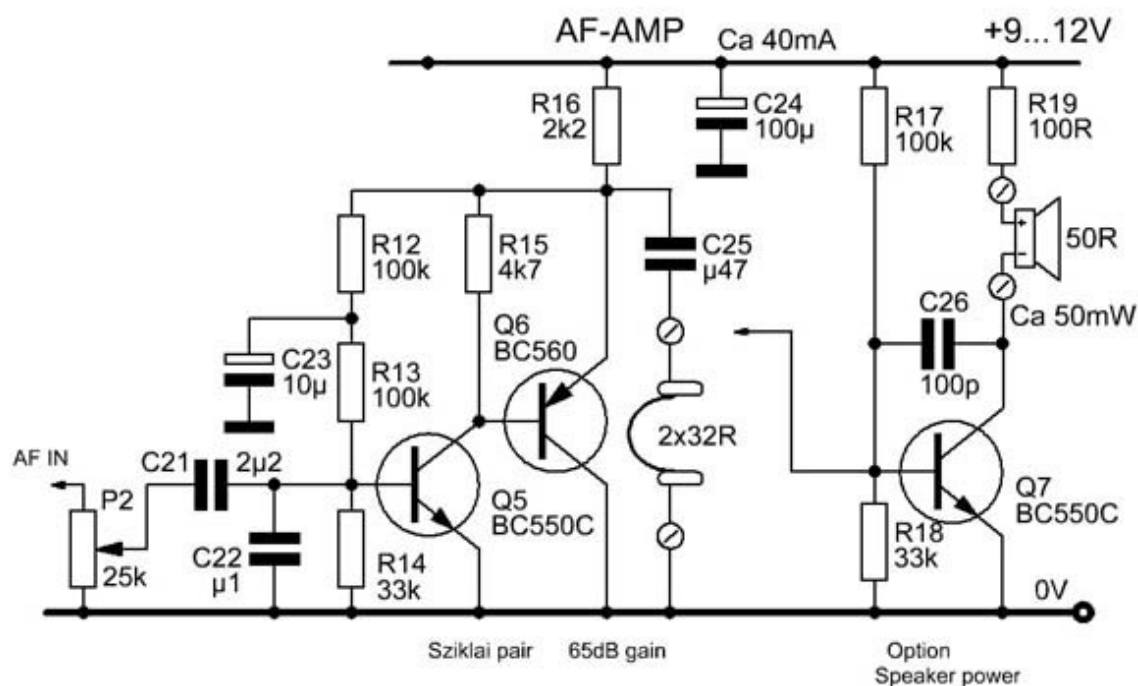 AF-AMP
Ca 40mA
+9...12V
R16
2k2
C24
100µ
R17
100k
R19
100R
R12
100k
R15
4k7
C25
µ47
50R
C26
100p
Ca 50mW
Q6
BC560
C23
10µ
R13
100k
2x32R
AF IN
C21
2µ2
P2
25k
C22
µ1
R14
33k
Q5
BC550C
R18
33k
Q7
BC550C
0V
Sziklai pair
65dB gain
Option
Speaker power